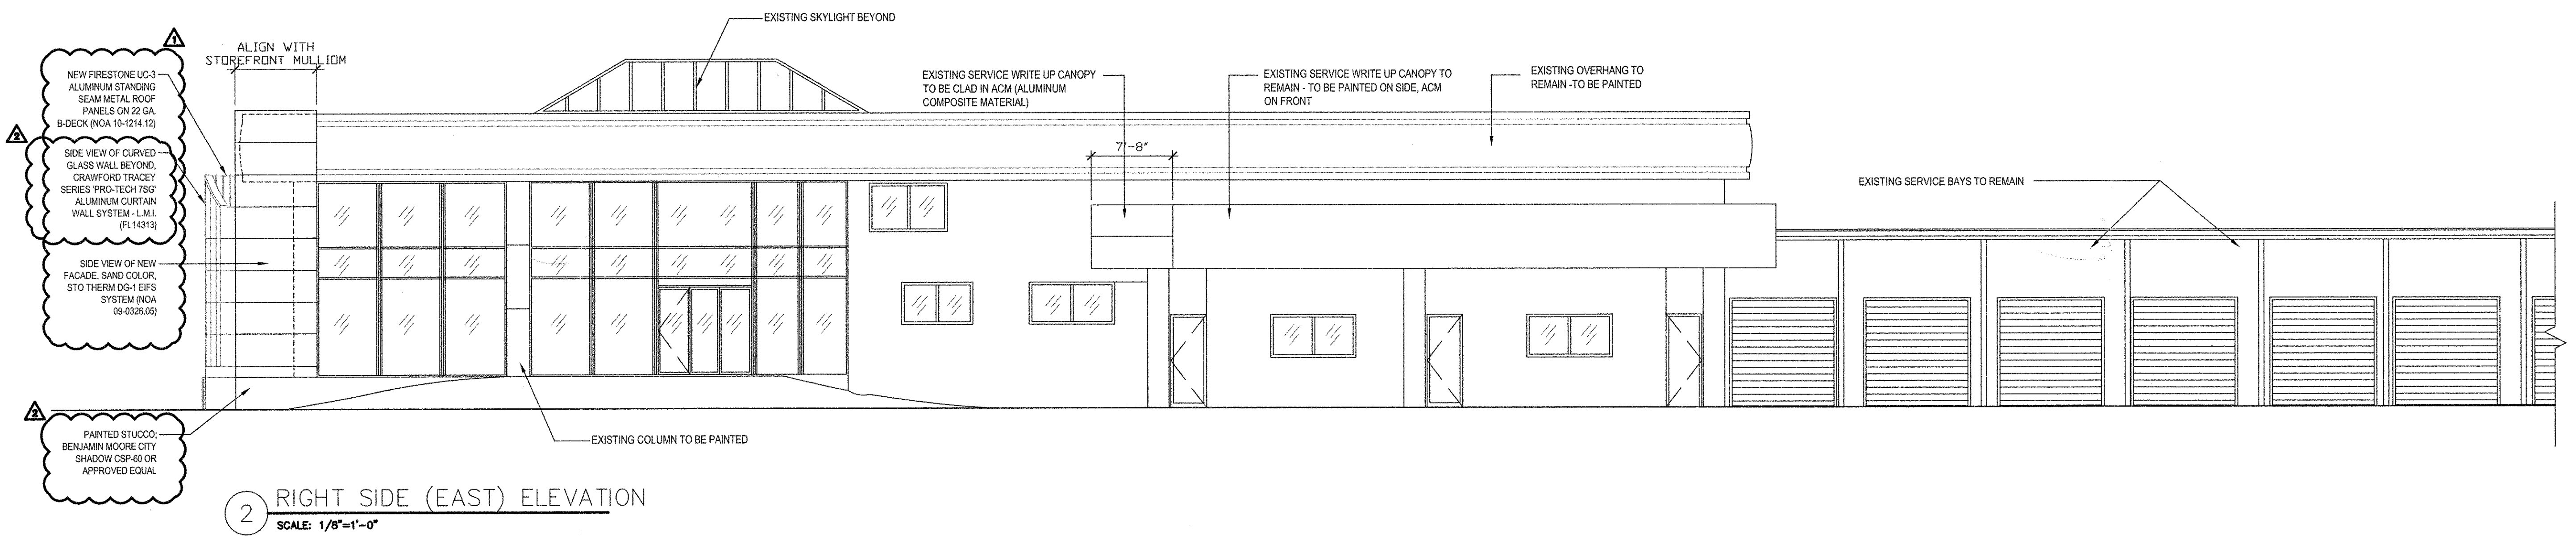 EXISTING SKYLIGHT BEYOND
1
ALIGN WITH
STOREFRONT MULLIOM
NEW FIRESTONE UC-3
ALUMINUM STANDING
SEAM METAL ROOF
PANELS ON 22 GA.
B-DECK (NOA 10-1214.12)
2
SIDE VIEW OF CURVED
GLASS WALL BEYOND,
CRAWFORD TRACEY
SERIES 'PRO-TECH 7SG'
ALUMINUM CURTAIN
WALL SYSTEM - L.M.I.
(FL14313)
SIDE VIEW OF NEW
FACADE, SAND COLOR,
STO THERM DG-1 EIFS
SYSTEM (NOA
09-0326.05)
2
PAINTED STUCCO;
BENJAMIN MOORE CITY
SHADOW CSP-60 OR
APPROVED EQUAL
EXISTING SERVICE WRITE UP CANOPY
TO BE CLAD IN ACM (ALUMINUM
COMPOSITE MATERIAL)
EXISTING SERVICE WRITE UP CANOPY TO
REMAIN - TO BE PAINTED ON SIDE, ACM
ON FRONT
EXISTING OVERHANG TO
REMAIN -TO BE PAINTED
7'-8"
EXISTING SERVICE BAYS TO REMAIN
EXISTING COLUMN TO BE PAINTED
2
RIGHT SIDE (EAST) ELEVATION
SCALE: 1/8"=1'-0"